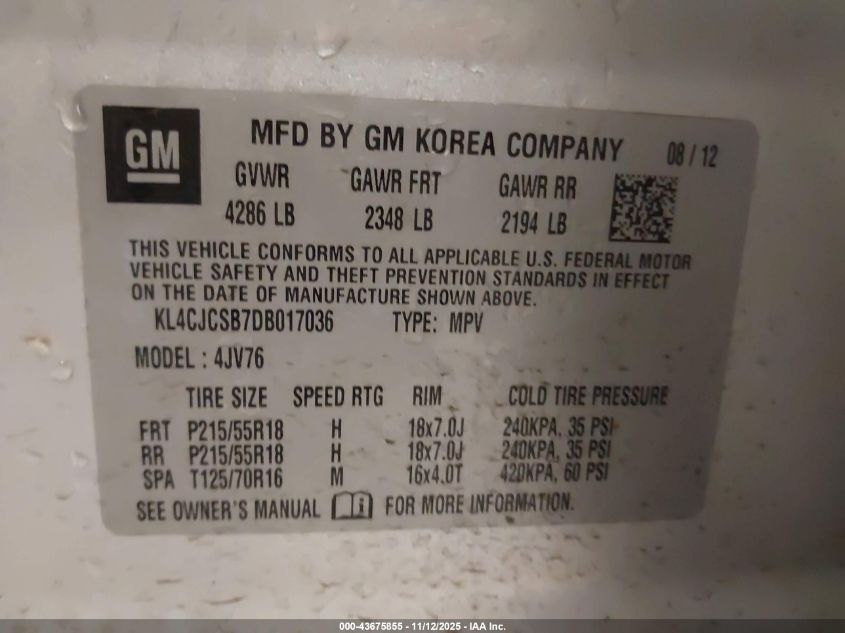 GM
MFD BY GM KOREA COMPANY 08 / 12
GVWR GAWR FRT GAWR RR
4286 LB 2348 LB 2194 LB
THIS VEHICLE CONFORMS TO ALL APPLICABLE U.S. FEDERAL MOTOR
VEHICLE SAFETY AND THEFT PREVENTION STANDARDS IN EFFECT
ON THE DATE OF MANUFACTURE SHOWN ABOVE.
KL4CJCSB7DB017036 TYPE: MPV
MODEL : 4JV76
TIRE SIZE SPEED RTG RIM COLD TIRE PRESSURE
FRT P215/55R18 H 18x7.0J 240KPA, 35 PSI
RR P215/55R18 H 18x7.0J 240KPA, 35 PSI
SPA T125/70R16 M 16x4.0T 420KPA, 60 PSI
SEE OWNER'S MANUAL i FOR MORE INFORMATION.
000-43675855 - 11/12/2025 - IAA Inc.